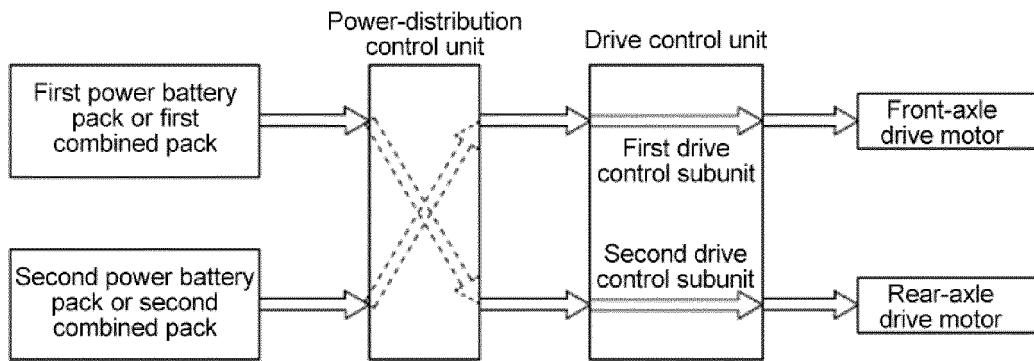 Power-distribution
control unit
Drive control unit
First power battery
pack or first
combined pack
Front-axle
drive motor
First drive
control subunit
Second power battery
pack or second
combined pack
Second drive
control subunit
Rear-axle
drive motor